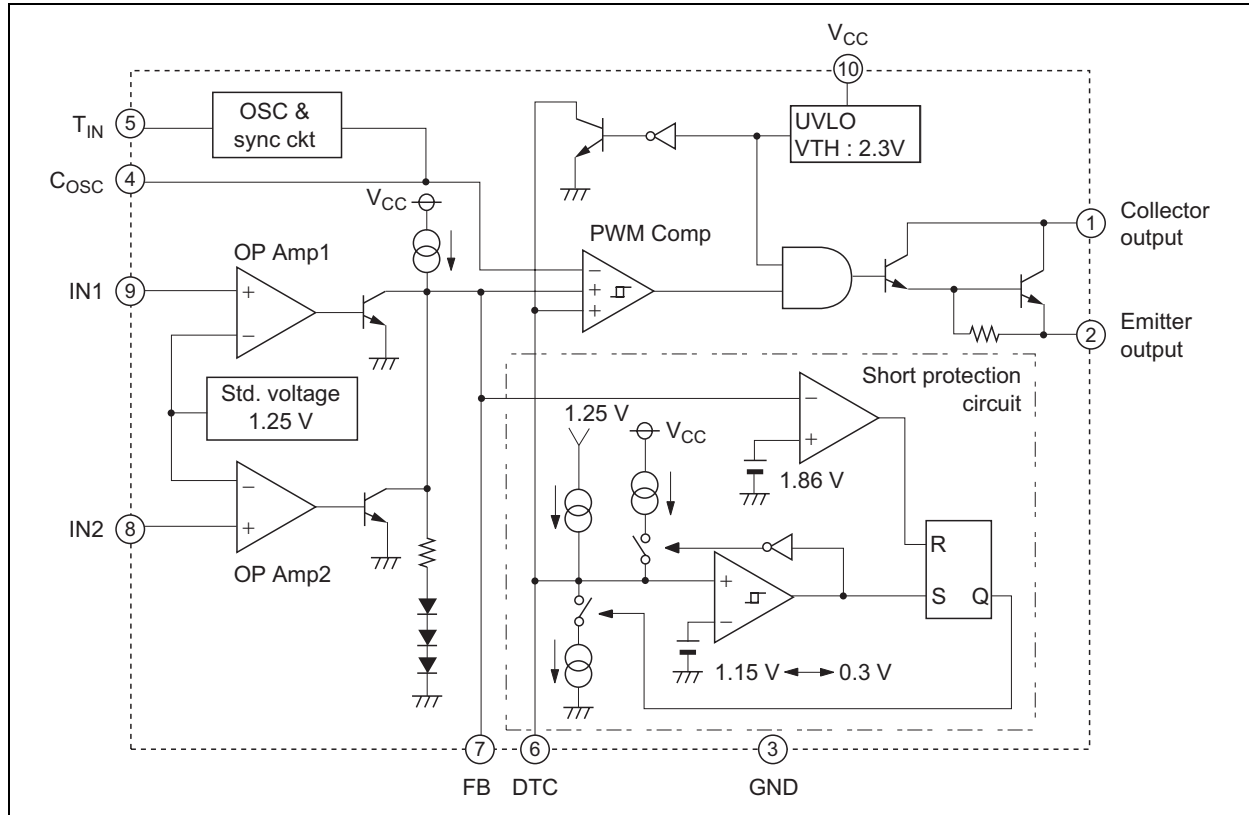 VCC
10
TIN
5
OSC &
sync ckt
UVLO
VTH : 2.3V
COSC
4
VCC
PWM Comp
1
Collector
output
OP Amp1
IN1
9
+
−
−
+
+
2
Emitter
output
Std. voltage
1.25 V
Short protection
circuit
1.25 V
VCC
−
+
1.86 V
IN2
8
−
+
OP Amp2
R
S
Q
+
−
1.15 V
0.3 V
7
6
3
FB
DTC
GND